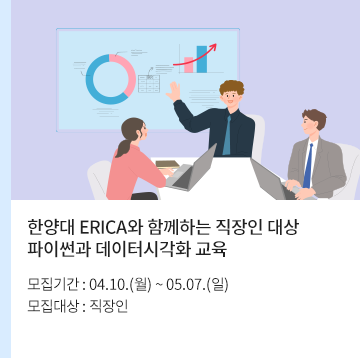 한양대 ERICA와 함께하는 직장인 대상
파이썬과 데이터시각화 교육
모집기간 : 04.10.(월) ~ 05.07.(일)
모집대상 : 직장인